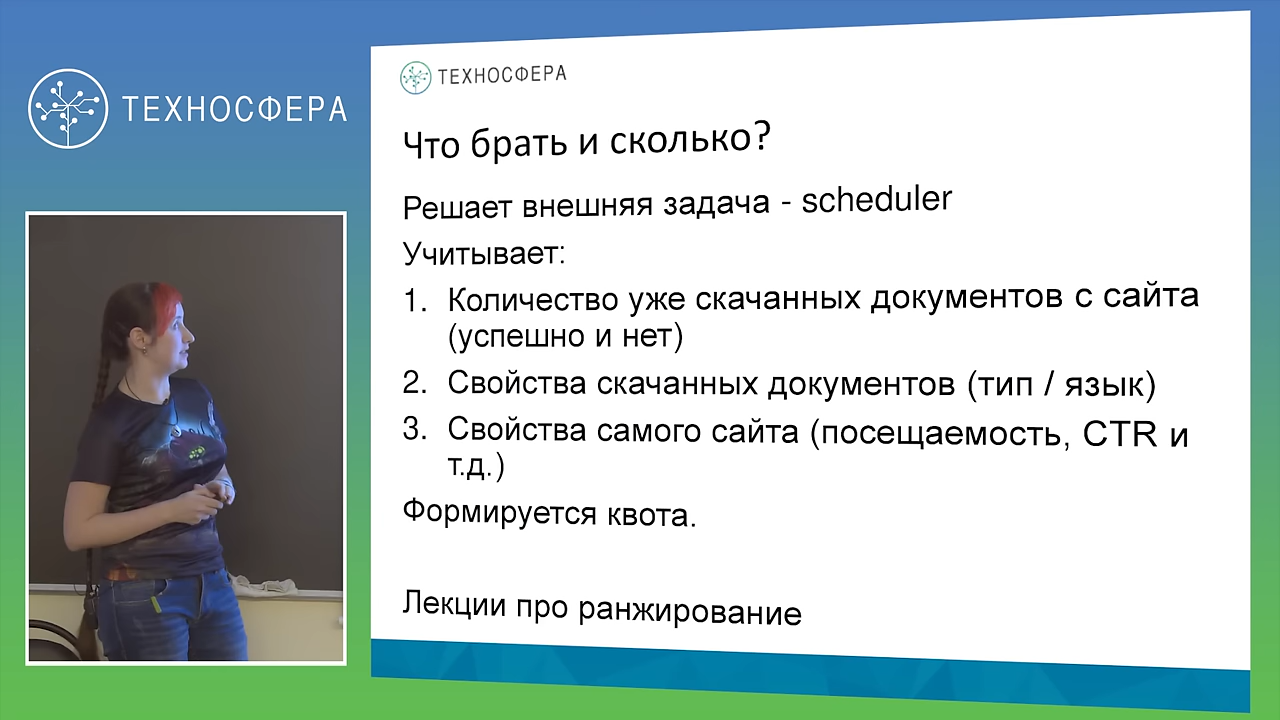 ТЕХНОСФЕРА
ТЕХНОСФЕРА
Что брать и сколько?
Решает внешняя задача - scheduler
Учитывает:
1. Количество уже скачанных документов с сайта
(успешно и нет)
2. Свойства скачанных документов (тип / язык)
3. Свойства самого сайта (посещаемость, CTR и
т.д.)
Формируется квота.
Лекции про ранжирование